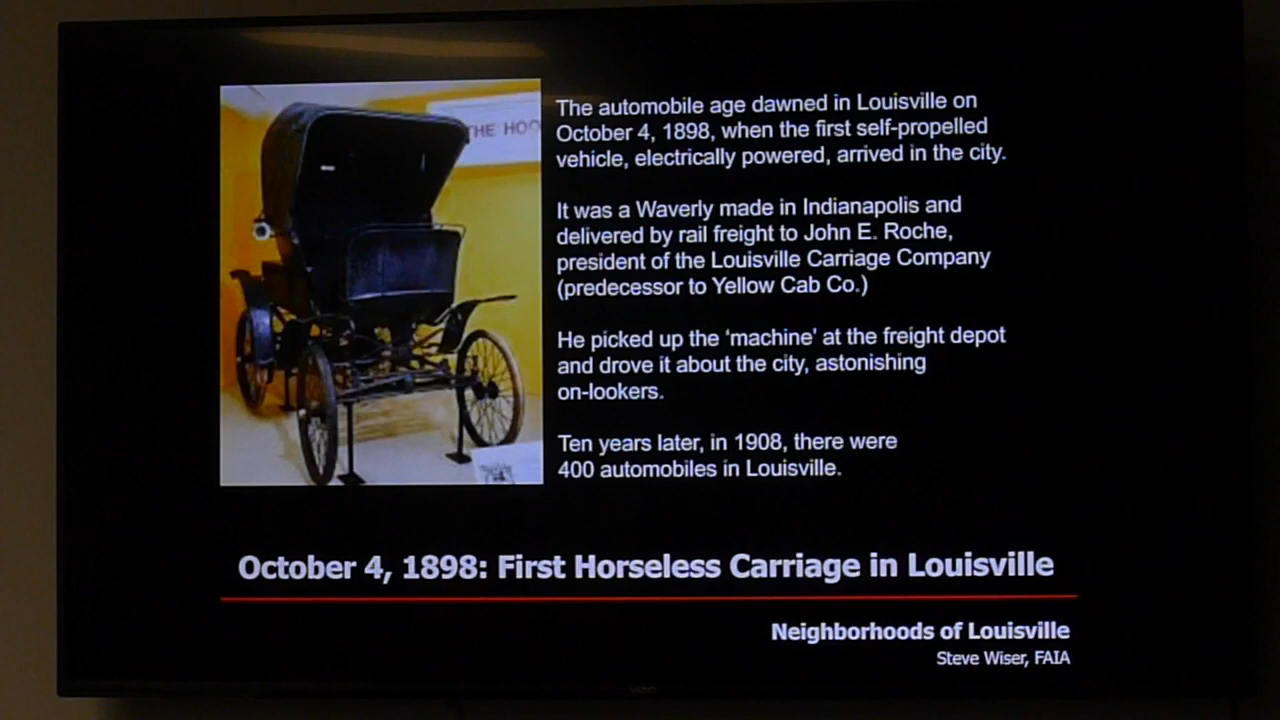 THE HOO
The automobile age dawned in Louisville on
October 4, 1898, when the first self-propelled
vehicle, electrically powered, arrived in the city.
It was a Waverly made in Indianapolis and
delivered by rail freight to John E. Roche,
president of the Louisville Carriage Company
(predecessor to Yellow Cab Co.)
He picked up the ‘machine’ at the freight depot
and drove it about the city, astonishing
on-lookers.
Ten years later, in 1908, there were
400 automobiles in Louisville.
October 4, 1898: First Horseless Carriage in Louisville
Neighborhoods of Louisville
Steve Wiser, FAIA